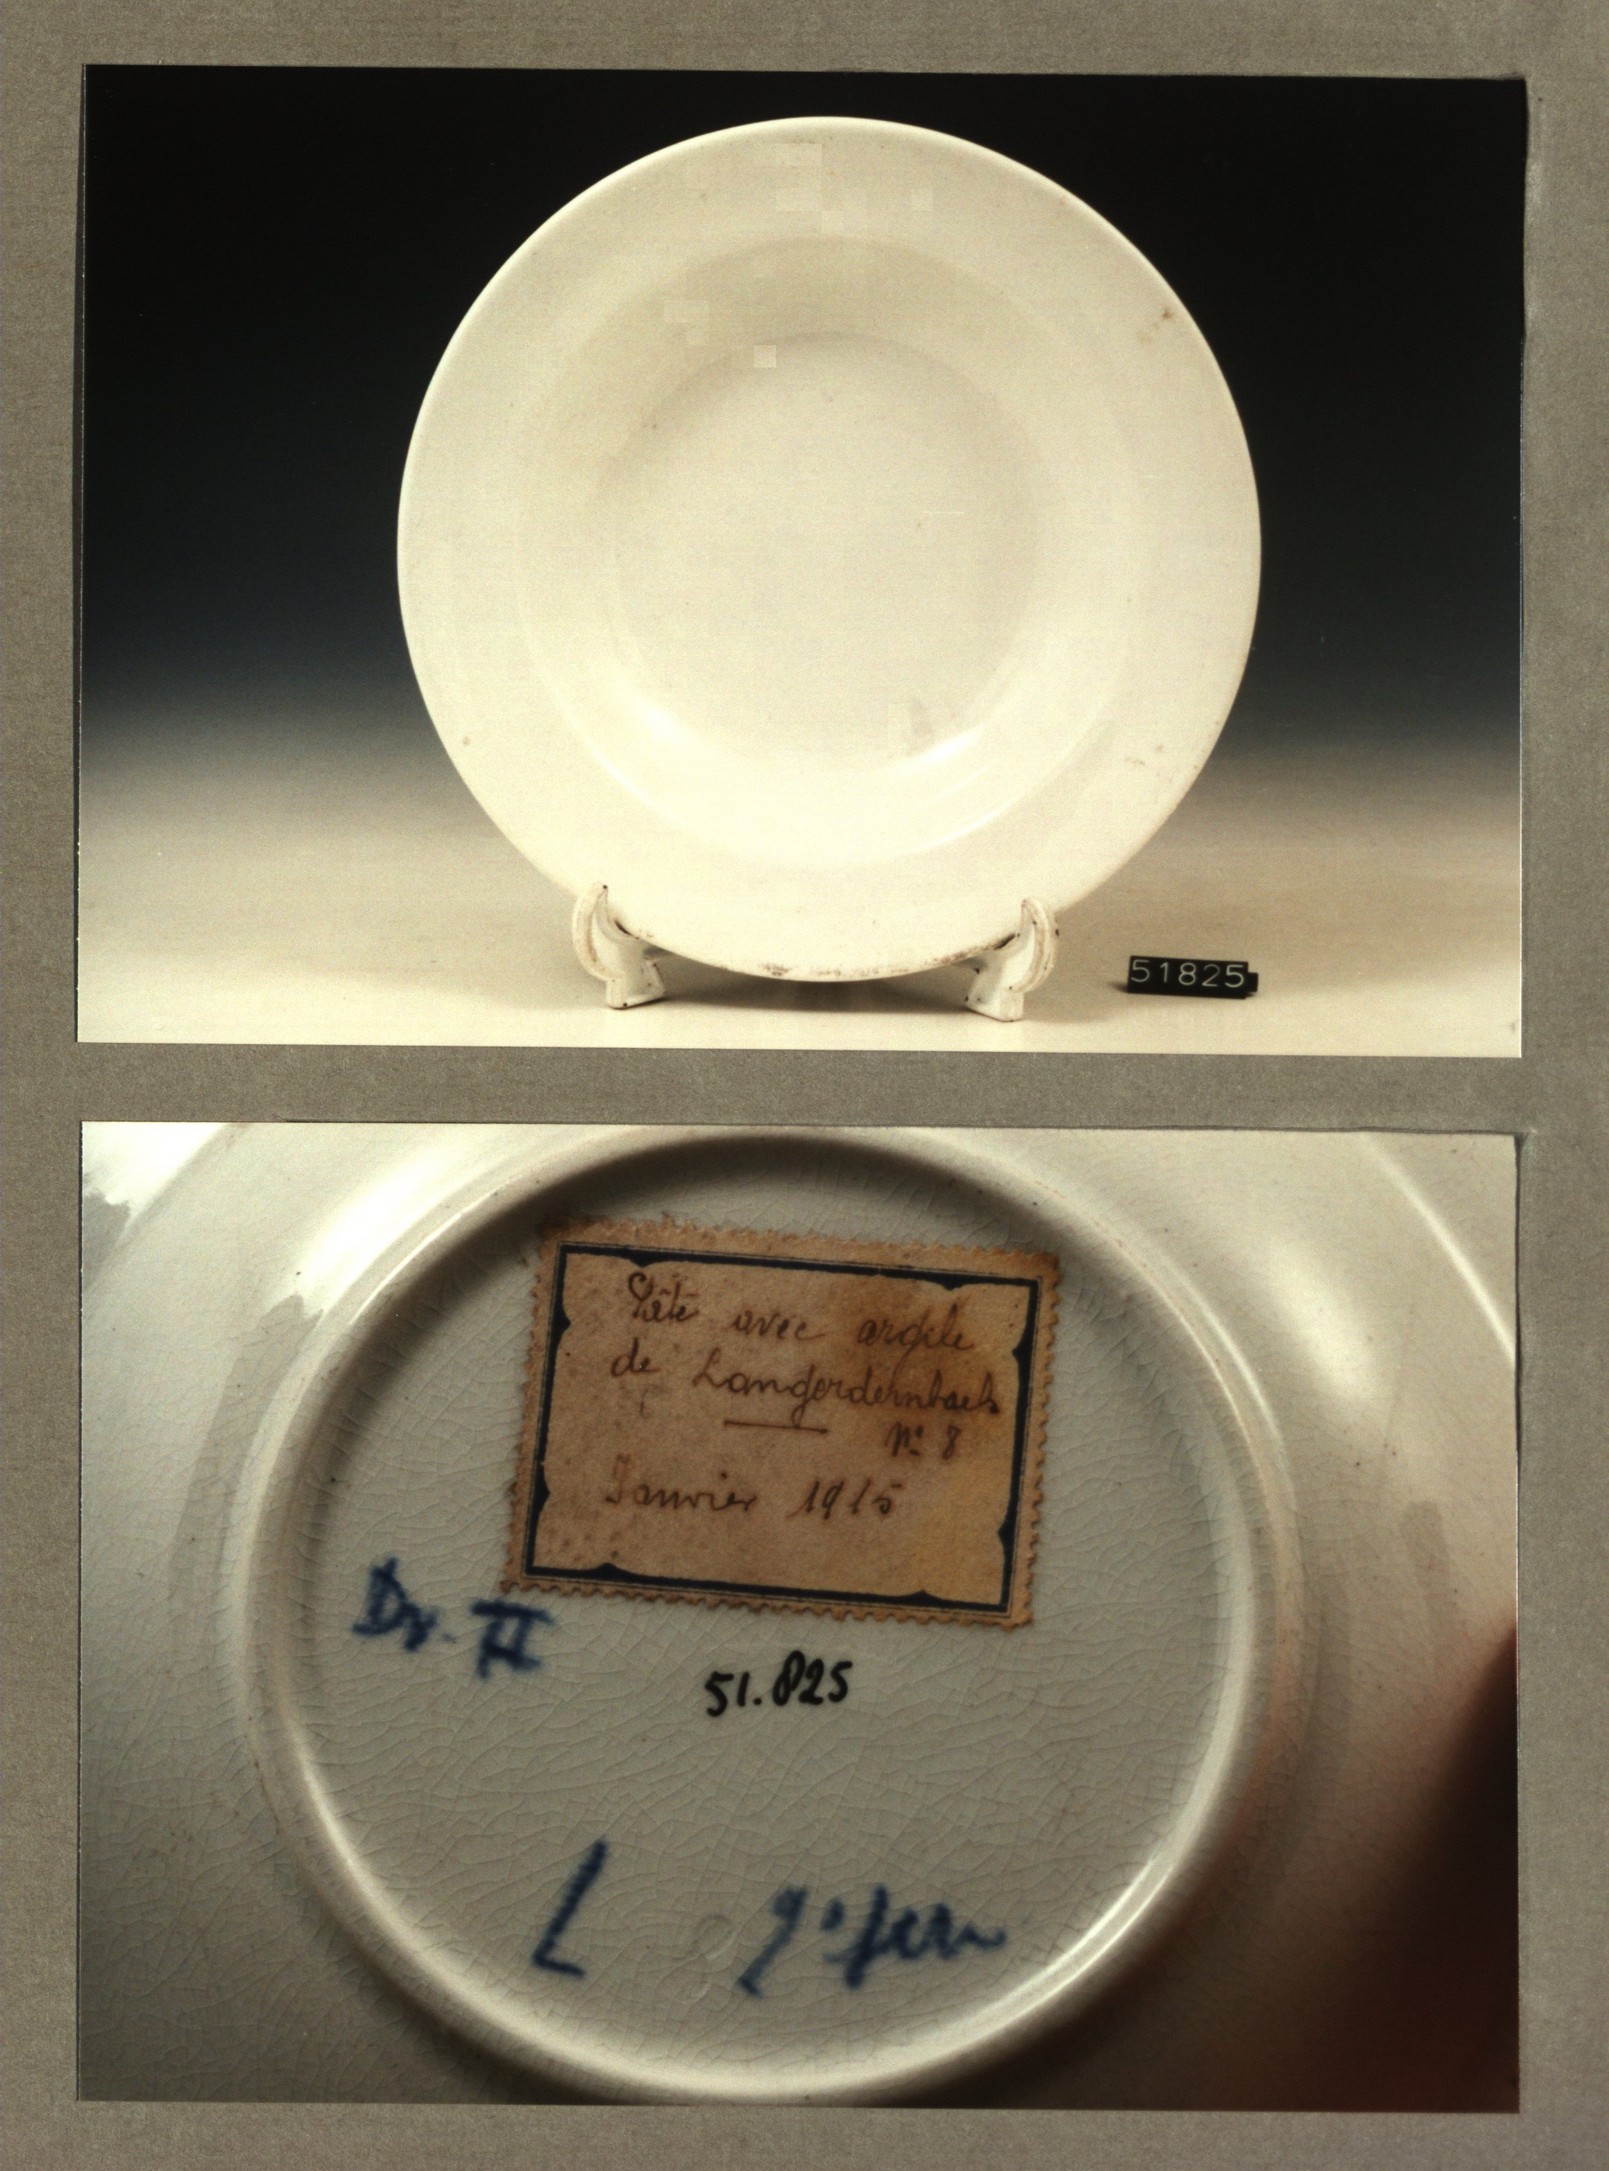 51825
Pâte avec argile
de Langerdernbach
N° 8
Janvier 1915
Dr. II
51.825
L